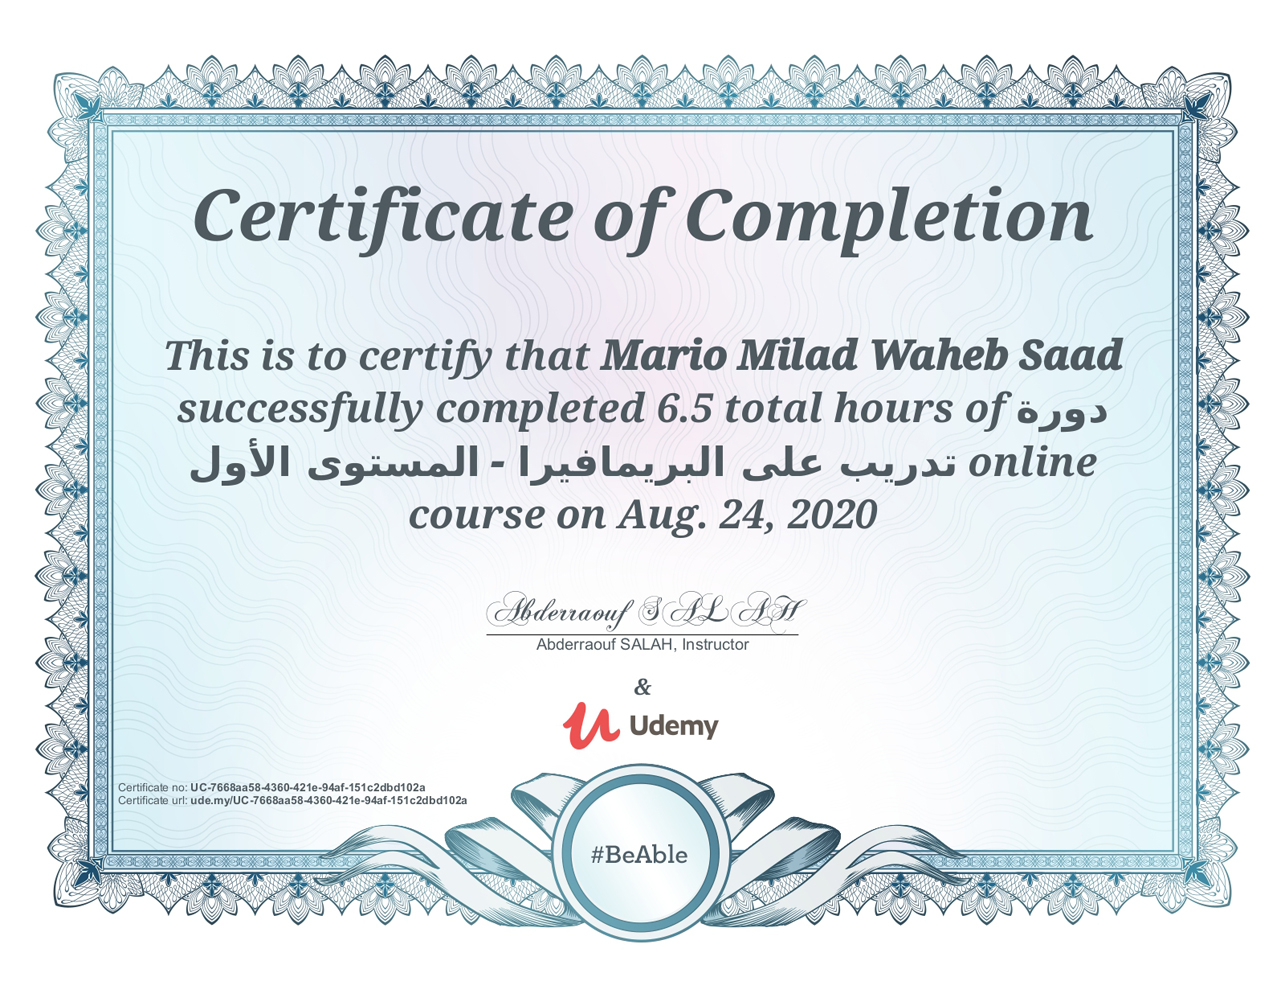 Certificate of Completion
This is to certify that Mario Milad Waheb Saad
successfully completed 6.5 total hours of دورة
تدريب على البريمافيرا - المستوى الأول online
course on Aug. 24, 2020
Abderraouf SALAH
Abderraouf SALAH, Instructor
&
Udemy
Certificate no: UC-7668aa58-4360-421e-94af-151c2dbd102a
Certificate url: ude.my/UC-7668aa58-4360-421e-94af-151c2dbd102a
#BeAble